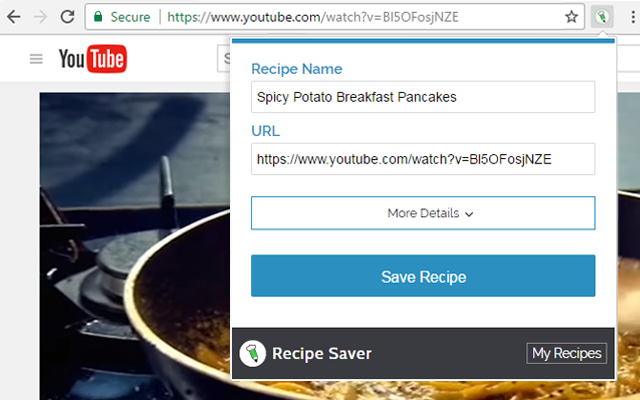 Secure https://www.youtube.com/watch?v=BI5OFosjNZE
YouTube
S
Recipe Name
Spicy Potato Breakfast Pancakes
URL
https://www.youtube.com/watch?v=BI5OFosjNZE
More Details
Save Recipe
Recipe Saver
My Recipes